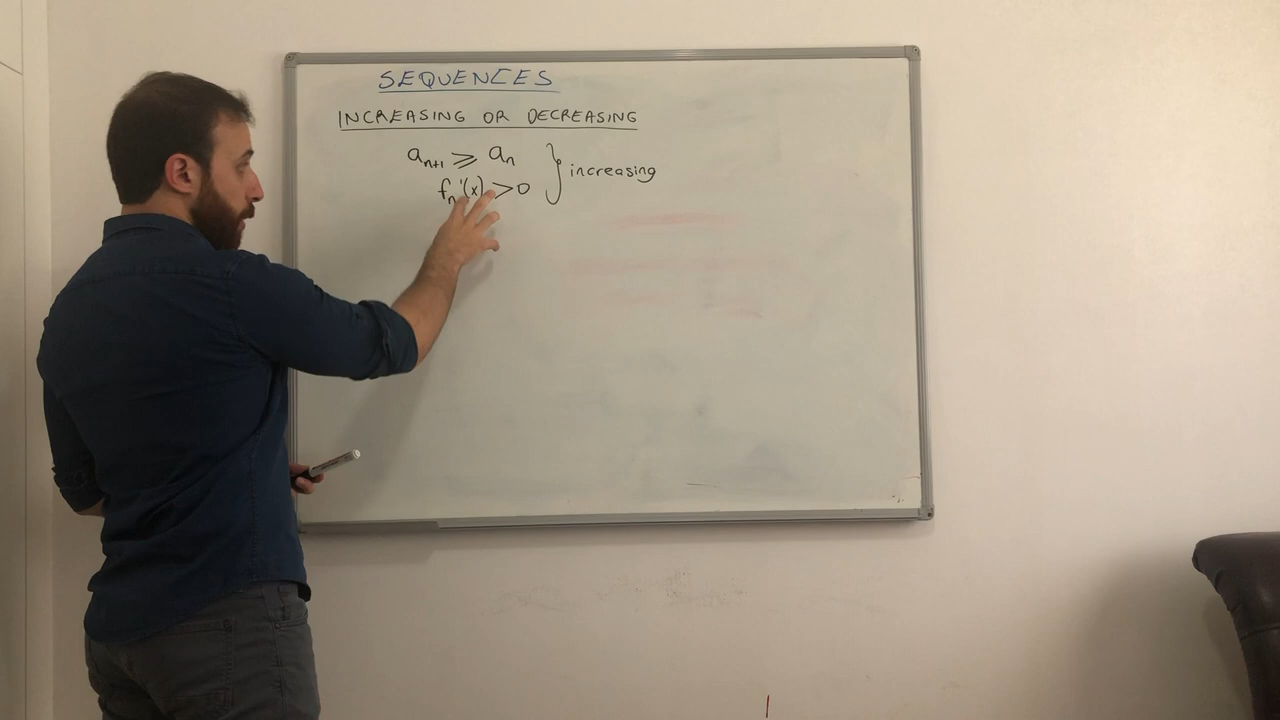 SEQUENCES
INCREASING OR DECREASING
aₙ₊₁ ⩾ aₙ
fₙ'(x) > 0 } increasing